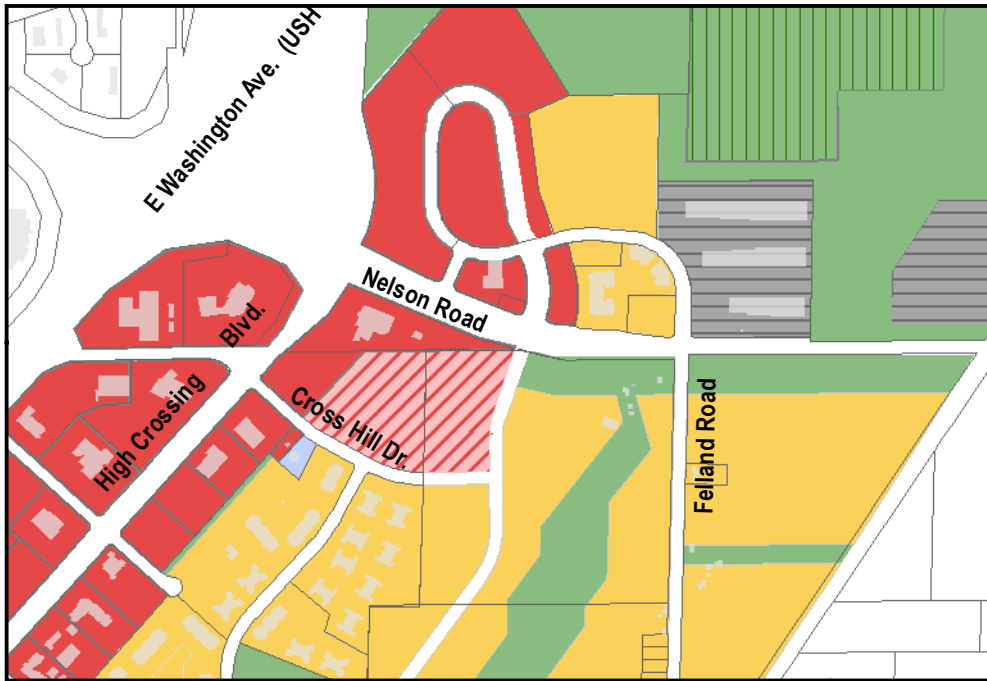 E Washington Ave. (USH
Nelson Road
High Crossing Blvd.
Cross Hill Dr.
Felland Road